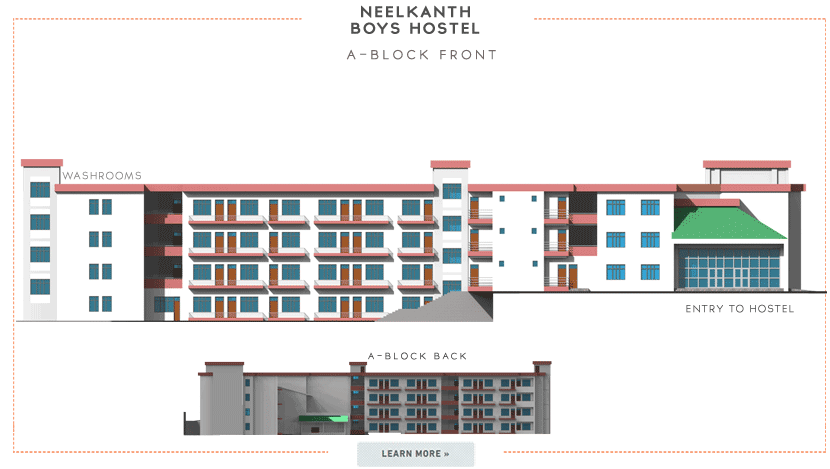 NEELKANTH
BOYS HOSTEL
A-BLOCK FRONT
WASHROOMS
ENTRY TO HOSTEL
A-BLOCK BACK
LEARN MORE »